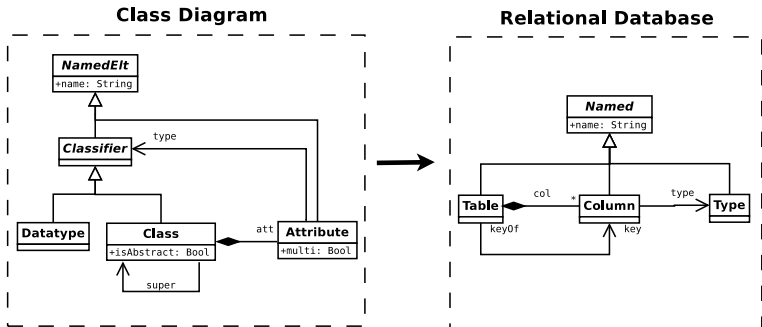 Class Diagram
NamedElt
+name: String
Classifier
type
Datatype
Class
+isAbstract: Bool
att
Attribute
+multi: Bool
super
Relational Database
Named
+name: String
Table
col
*
Column
type
Type
keyOf
key